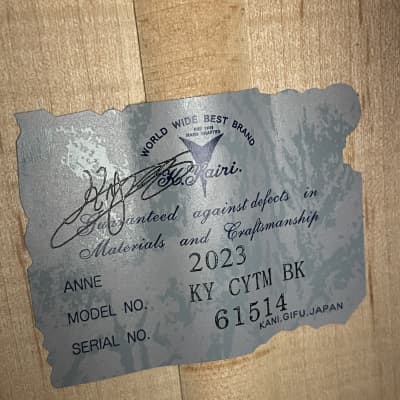 WORLD WIDE BEST BRAND
K. Yairi.
Guaranteed against defects in
Materials and Craftsmanship
ANNE 2023
MODEL NO. KY CYTM BK
SERIAL NO. 61514
KANI, GIFU, JAPAN